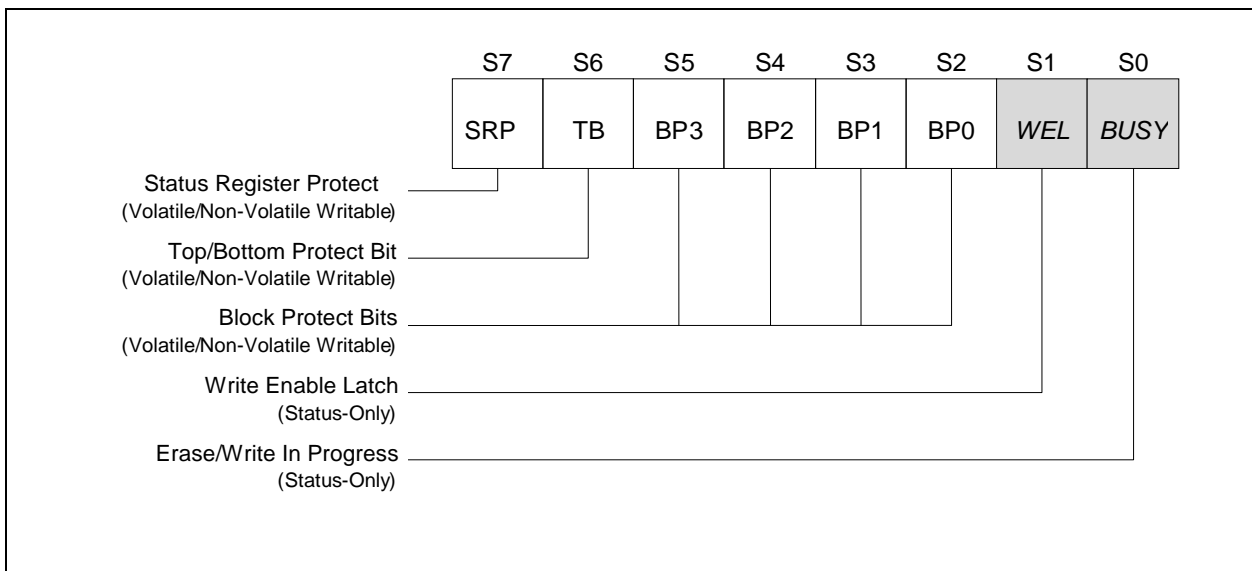 S7 S6 S5 S4 S3 S2 S1 S0
SRP TB BP3 BP2 BP1 BP0 WEL BUSY
Status Register Protect
(Volatile/Non-Volatile Writable)
Top/Bottom Protect Bit
(Volatile/Non-Volatile Writable)
Block Protect Bits
(Volatile/Non-Volatile Writable)
Write Enable Latch
(Status-Only)
Erase/Write In Progress
(Status-Only)